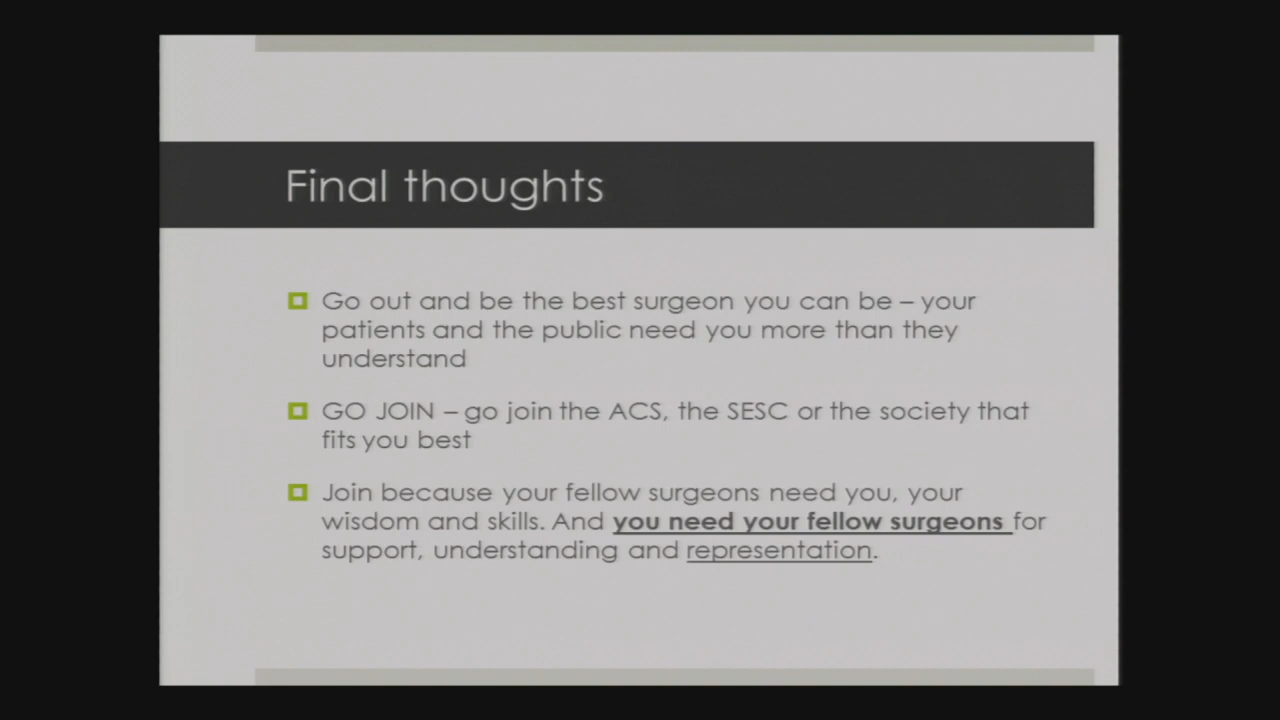 Final thoughts
Go out and be the best surgeon you can be – your
patients and the public need you more than they
understand
GO JOIN – go join the ACS, the SESC or the society that
fits you best
Join because your fellow surgeons need you, your
wisdom and skills. And you need your fellow surgeons for
support, understanding and representation.